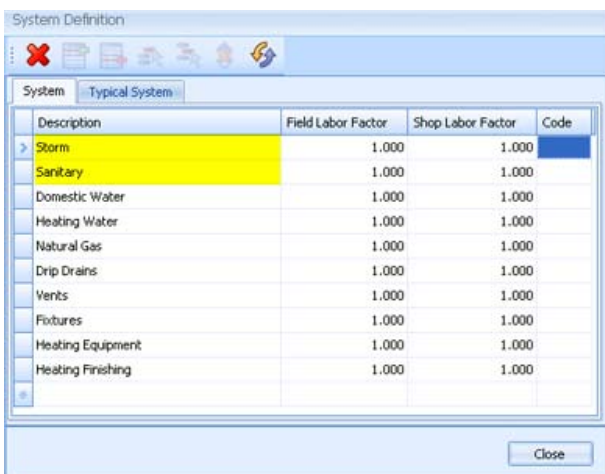 System Definition
System Typical System
Description Field Labor Factor Shop Labor Factor Code
Storm 1.000 1.000
Sanitary 1.000 1.000
Domestic Water 1.000 1.000
Heating Water 1.000 1.000
Natural Gas 1.000 1.000
Drip Drains 1.000 1.000
Vents 1.000 1.000
Fixtures 1.000 1.000
Heating Equipment 1.000 1.000
Heating Finishing 1.000 1.000
Close